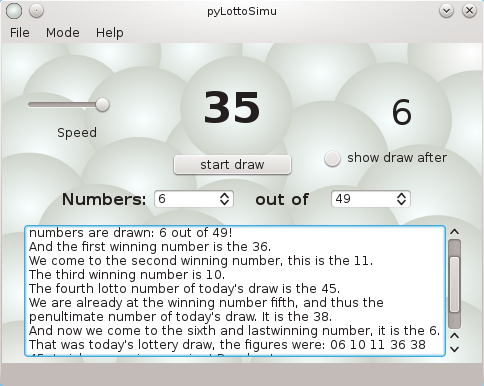 pyLottoSimu
File Mode Help
35
6
Speed
start draw
show draw after
Numbers: 6 out of 49
numbers are drawn: 6 out of 49!
And the first winning number is the 36.
We come to the second winning number, this is the 11.
The third winning number is 10.
The fourth lotto number of today's draw is the 45.
We are already at the winning number fifth, and thus the
penultimate number of today's draw. It is the 38.
And now we come to the sixth and lastwinning number, it is the 6.
That was today's lottery draw, the figures were: 06 10 11 36 38